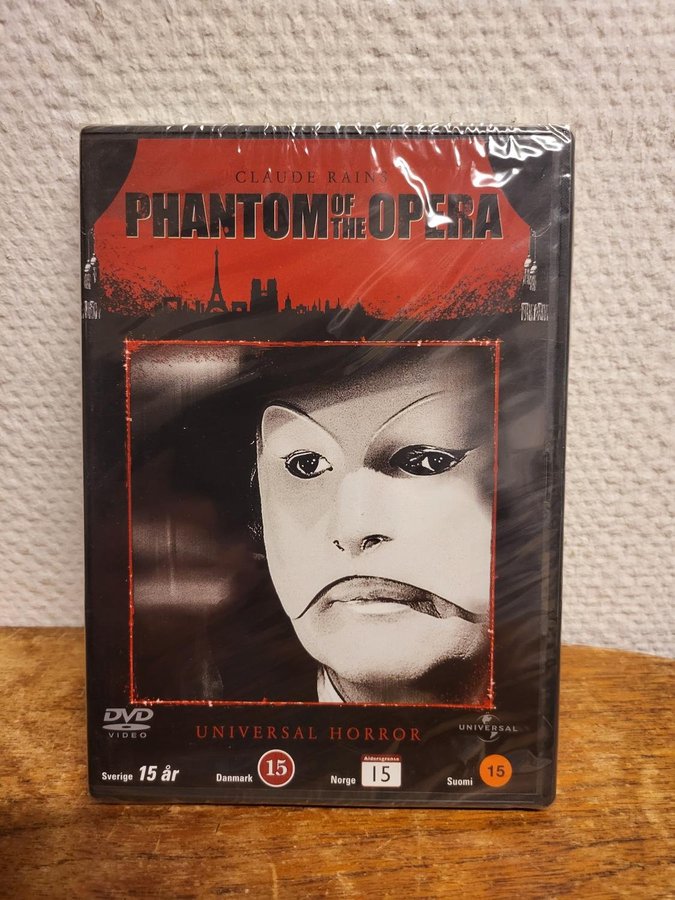 CLAUDE RAINS
PHANTOM OF THE OPERA
DVD
VIDEO
UNIVERSAL HORROR
UNIVERSAL
Sverige 15 år
Danmark 15
Norge Aldersgrense 15
Suomi 15